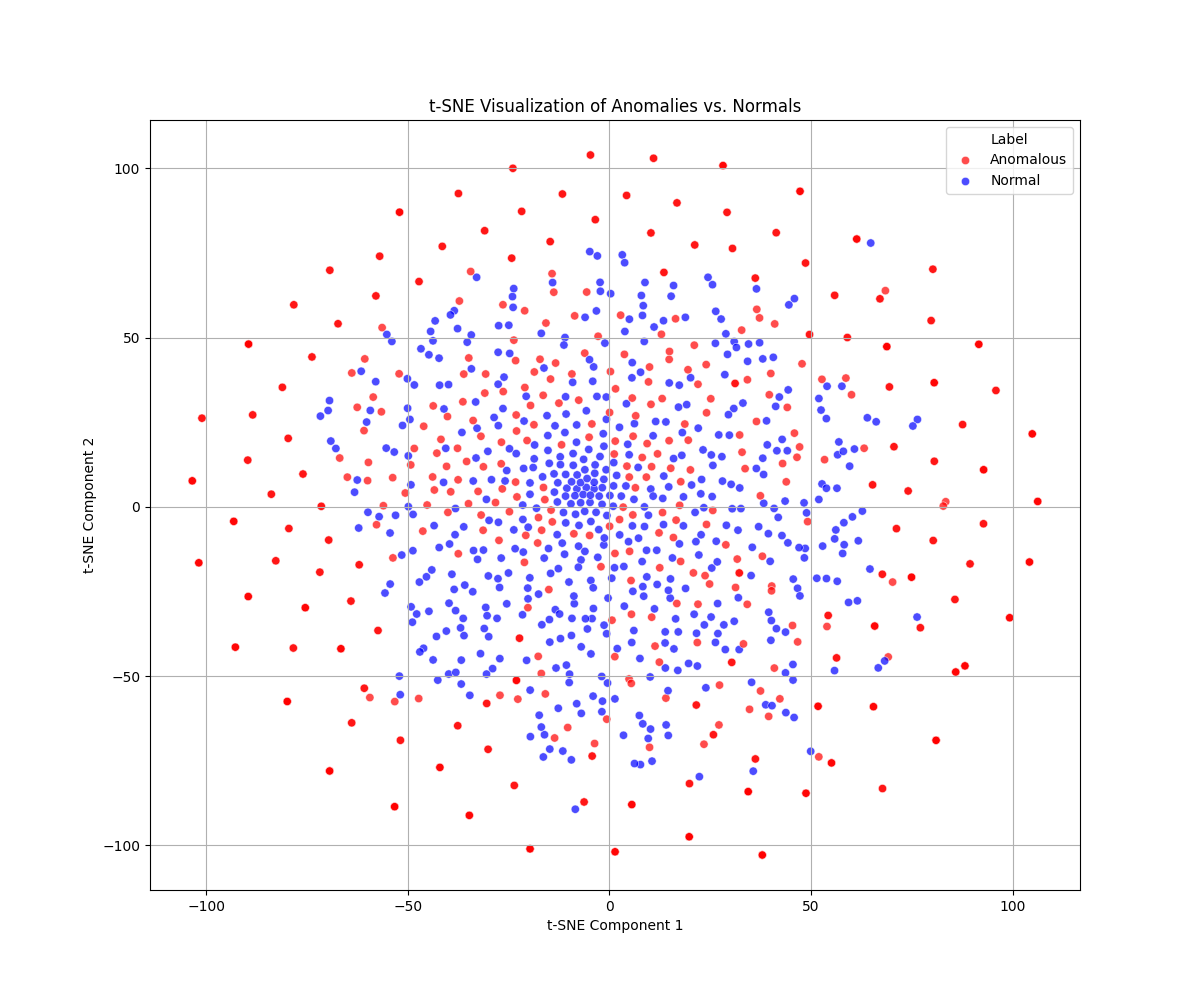 t-SNE Visualization of Anomalies vs. Normals
Label
Anomalous
Normal
100
50
0
−50
−100
t-SNE Component 2
−100
−50
0
50
100
t-SNE Component 1